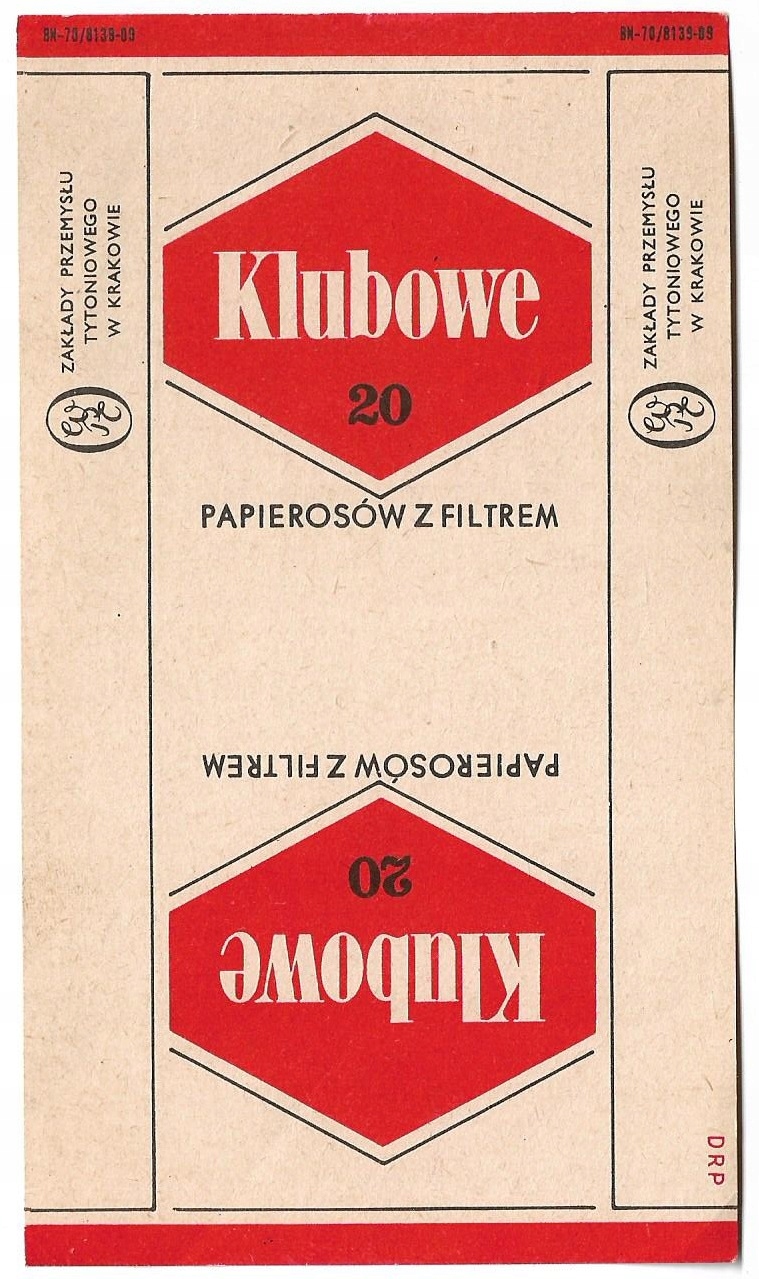 BN-70/8139-09
BN-70/8139-09
ZAKŁADY PRZEMYSŁU
TYTONIOWEGO
W KRAKOWIE
Klubowe
20
PAPIEROSÓW Z FILTREM
ZAKŁADY PRZEMYSŁU
TYTONIOWEGO
W KRAKOWIE
PAPIEROSÓW Z FILTREM
20
Klubowe
DRP